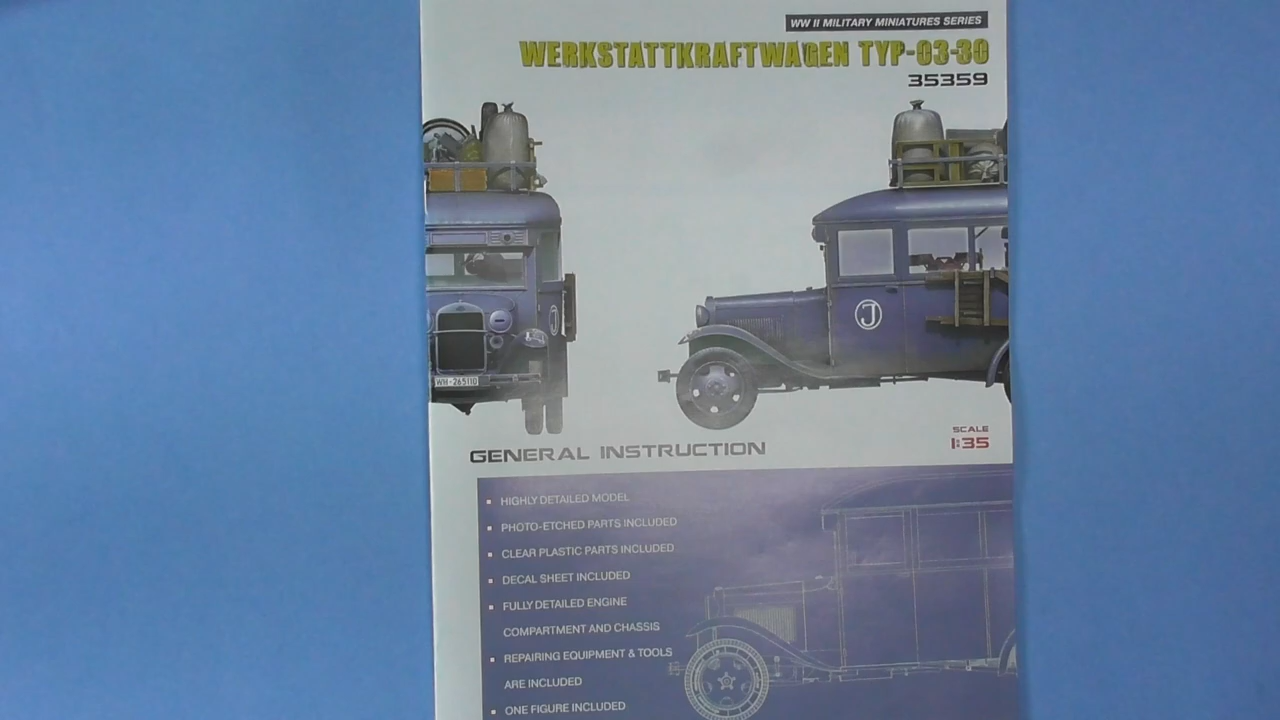 WW II MILITARY MINIATURES SERIES
WERKSTATTKRAFTWAGEN TYP-03-30
35359
J
WH-265110
GENERAL INSTRUCTION
SCALE
1:35
▪ HIGHLY DETAILED MODEL
▪ PHOTO-ETCHED PARTS INCLUDED
▪ CLEAR PLASTIC PARTS INCLUDED
▪ DECAL SHEET INCLUDED
▪ FULLY DETAILED ENGINE
COMPARTMENT AND CHASSIS
▪ REPAIRING EQUIPMENT & TOOLS
ARE INCLUDED
▪ ONE FIGURE INCLUDED